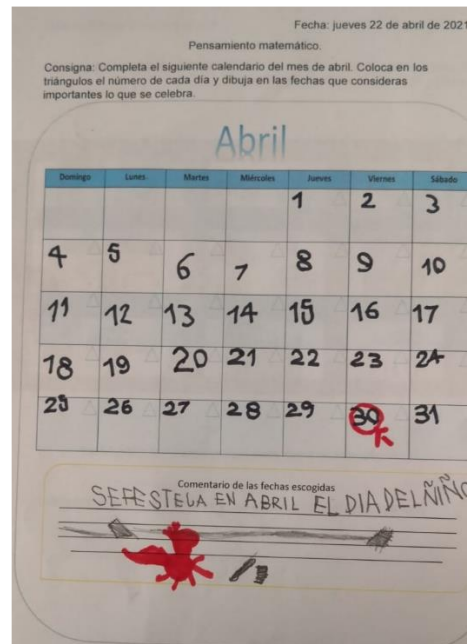 Fecha: jueves 22 de abril de 2021
Pensamiento matemático.
Consigna: Completa el siguiente calendario del mes de abril. Coloca en los
triángulos el número de cada día y dibuja en las fechas que consideras
importantes lo que se celebra.
Abril
Domingo Lunes Martes Miércoles Jueves Viernes Sábado
1 2 3
4 5 6 7 8 9 10
11 12 13 14 15 16 17
18 19 20 21 22 23 24
25 26 27 28 29 30 31
Comentario de las fechas escogidas
SEFESTEJA EN ABRIL EL DIA DEL ÑIÑO